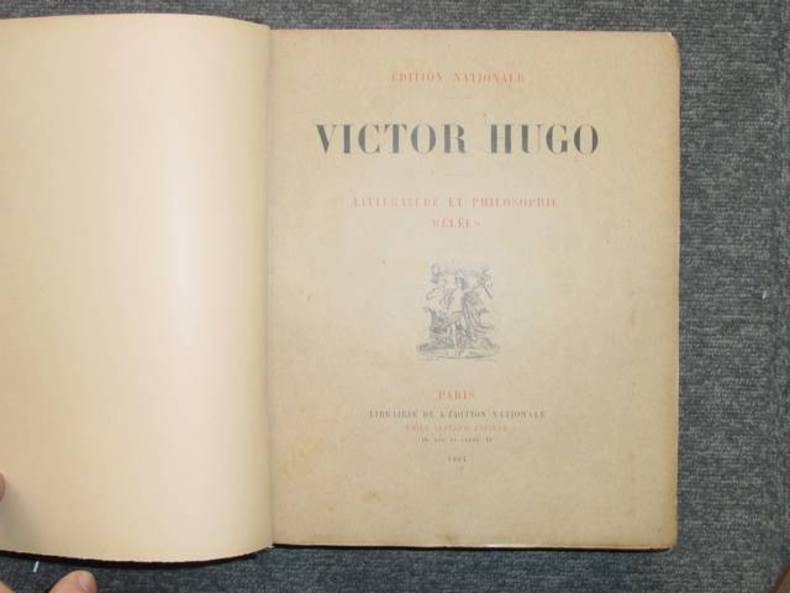 ÉDITION NATIONALE
VICTOR HUGO
LITTÉRATURE ET PHILOSOPHIE
MÊLÉES
PARIS
LIBRAIRIE DE L'ÉDITION NATIONALE